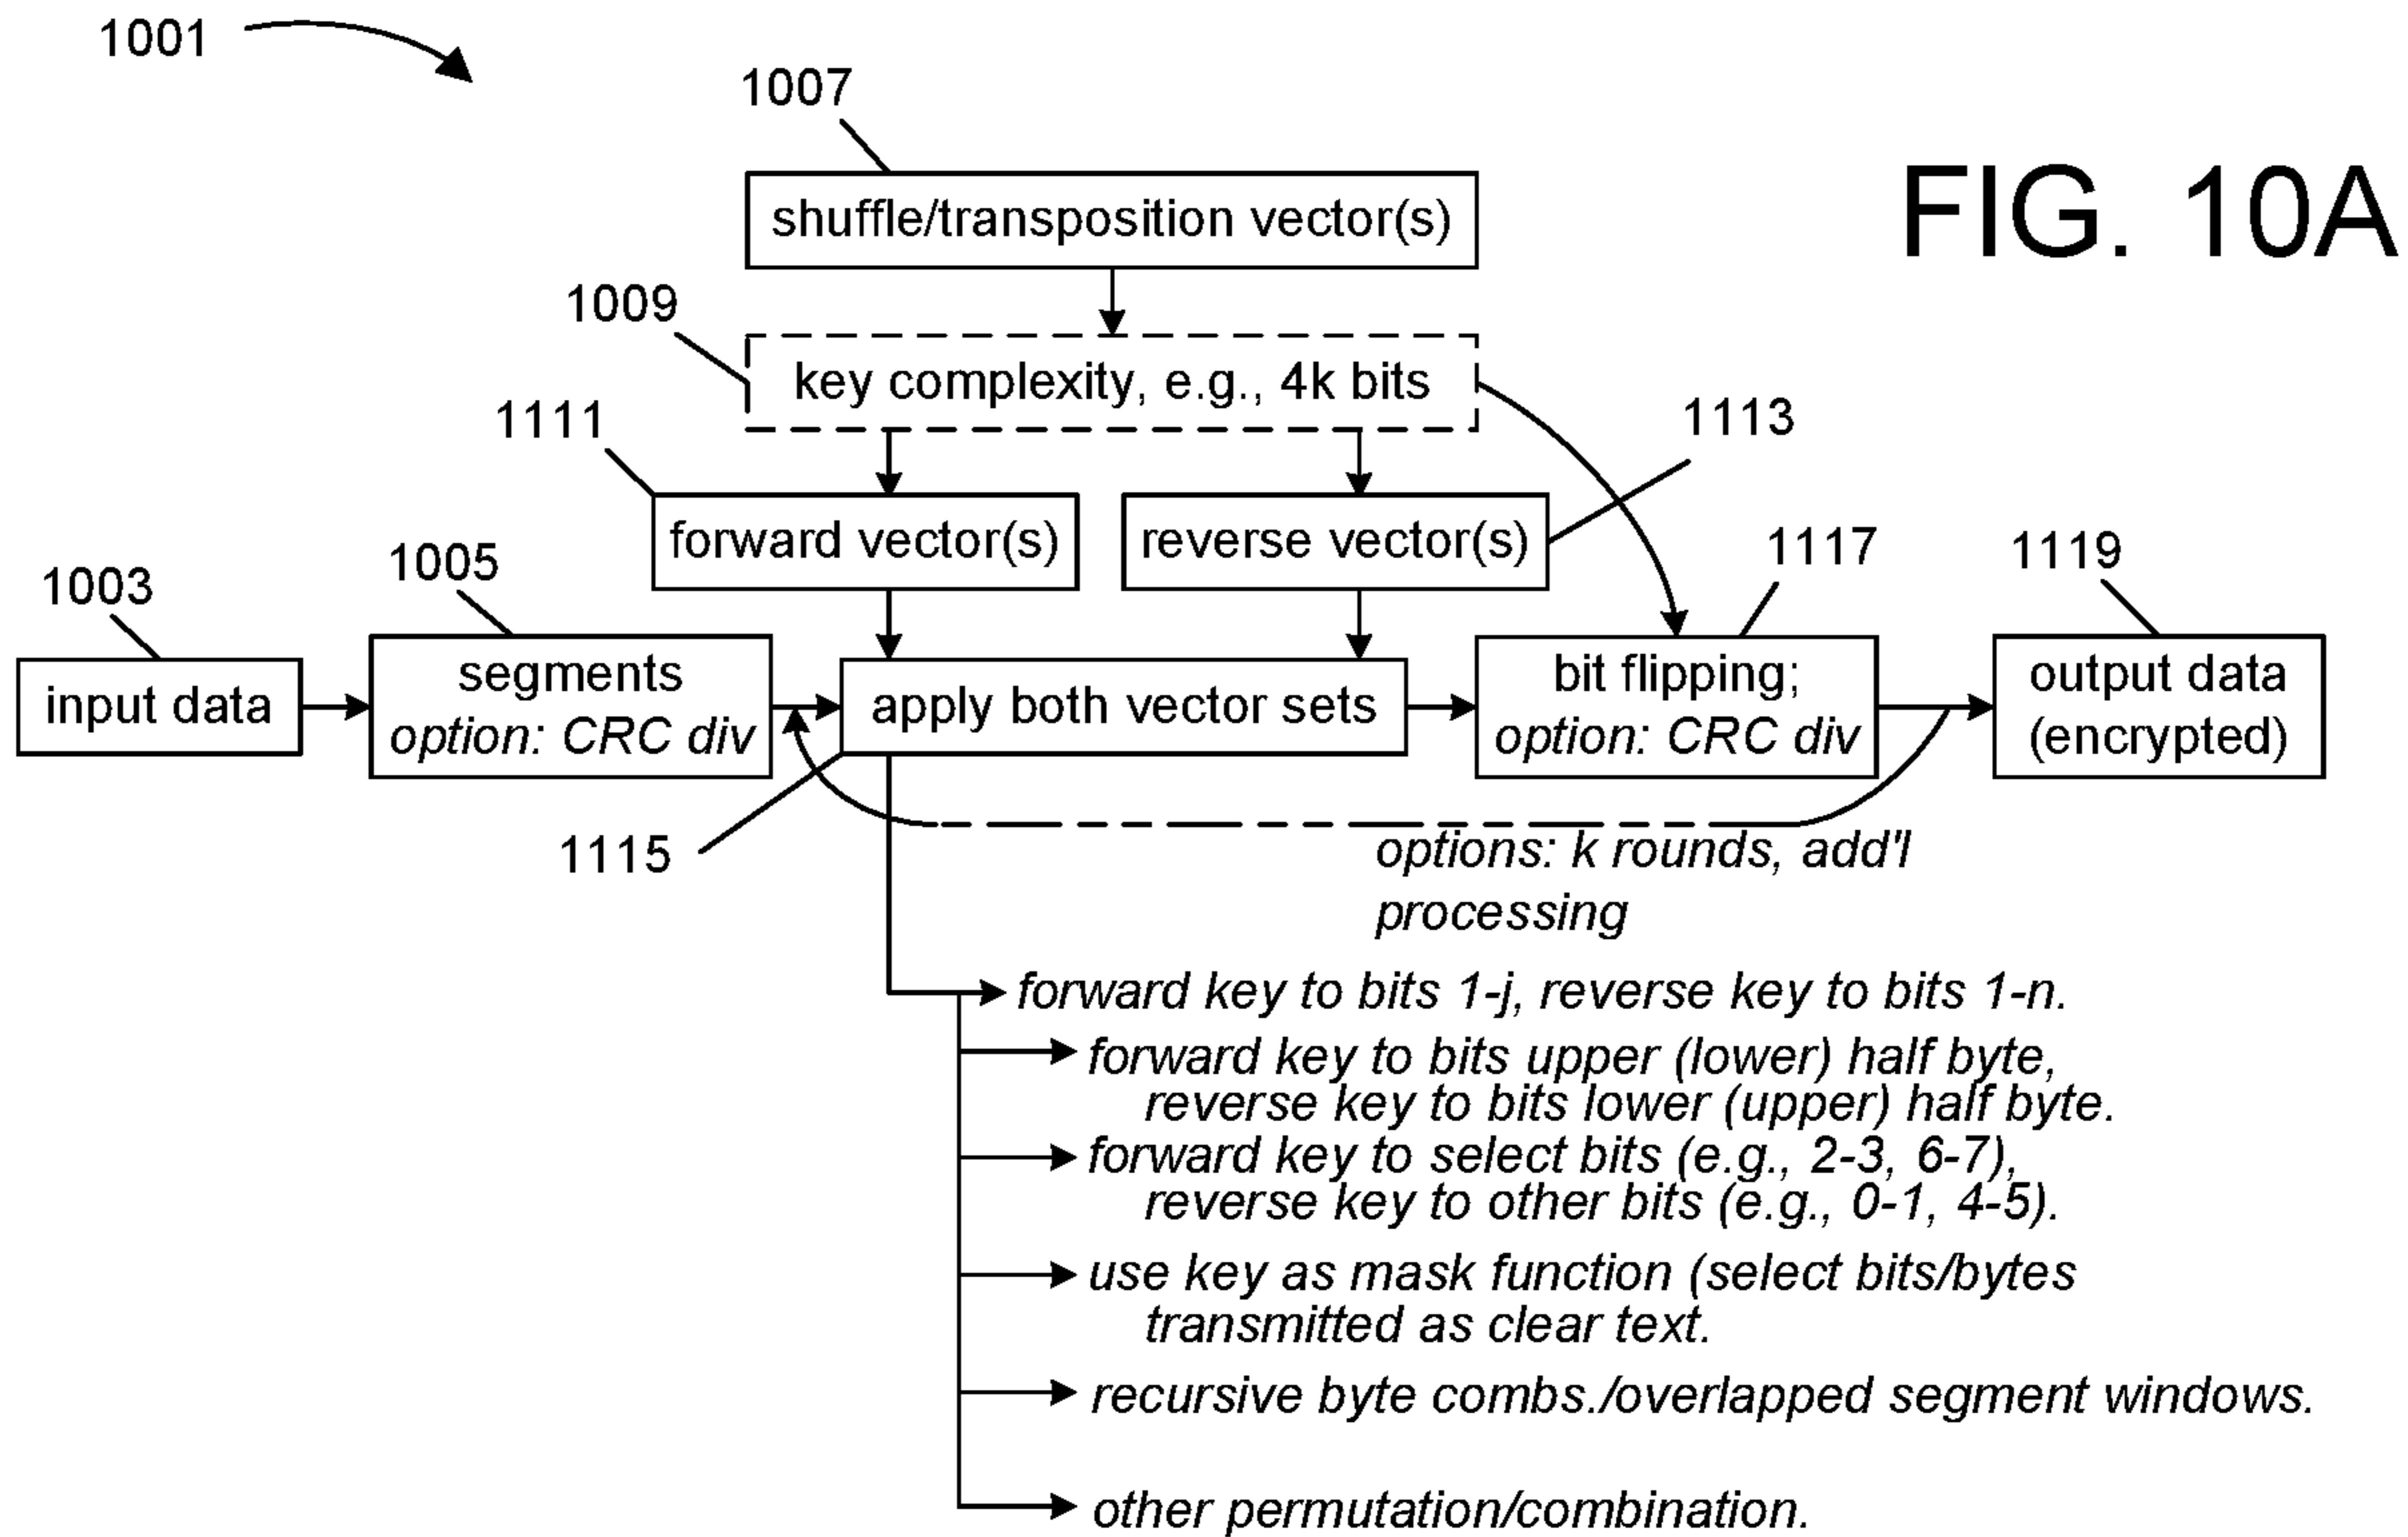 1001
1007
FIG. 10A
shuffle/transposition vector(s)
1009
key complexity, e.g., 4k bits
1111
1113
forward vector(s)
reverse vector(s)
1003
1005
1117
1119
input data
segments
option: CRC div
apply both vector sets
bit flipping;
option: CRC div
output data
(encrypted)
1115
options: k rounds, add'l
processing
forward key to bits 1-j, reverse key to bits 1-n.
forward key to bits upper (lower) half byte,
reverse key to bits lower (upper) half byte.
forward key to select bits (e.g., 2-3, 6-7),
reverse key to other bits (e.g., 0-1, 4-5).
use key as mask function (select bits/bytes
transmitted as clear text.
recursive byte combs./overlapped segment windows.
other permutation/combination.